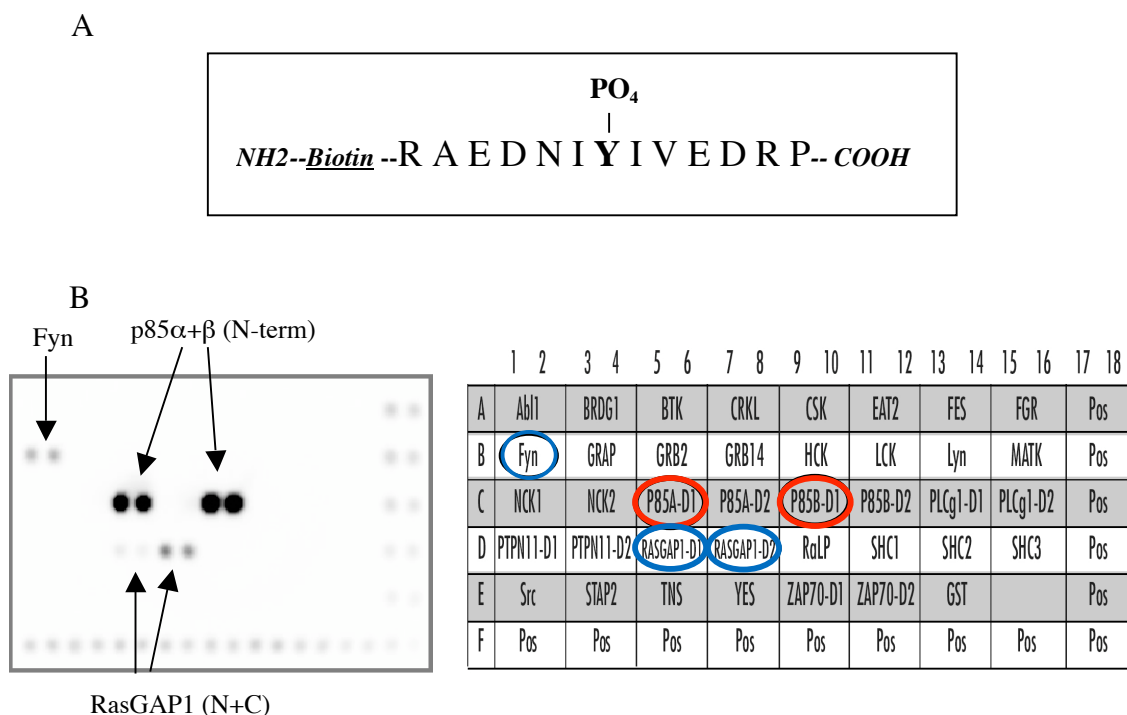 A
PO4
NH2--Biotin --R A E D N I Y I V E D R P-- COOH
B
Fyn
p85α+β (N-term)
RasGAP1 (N+C)
1 2 3 4 5 6 7 8 9 10 11 12 13 14 15 16 17 18
A Abl1 BRDG1 BTK CRKL CSK EAT2 FES FGR Pos
B Fyn GRAP GRB2 GRB14 HCK LCK Lyn MATK Pos
C NCK1 NCK2 P85A-D1 P85A-D2 P85B-D1 P85B-D2 PLCg1-D1 PLCg1-D2 Pos
D PTPN11-D1 PTPN11-D2 RASGAP1-D1 RASGAP1-D2 RaLP SHC1 SHC2 SHC3 Pos
E Src STAP2 TNS YES ZAP70-D1 ZAP70-D2 GST Pos
F Pos Pos Pos Pos Pos Pos Pos Pos Pos